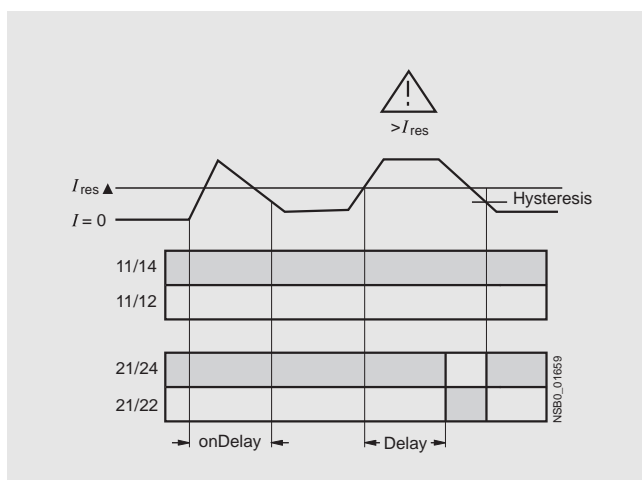 >I res
I res ▲
Hysteresis
I = 0
11/14
11/12
21/24
21/22
NSB0_01659
onDelay
Delay